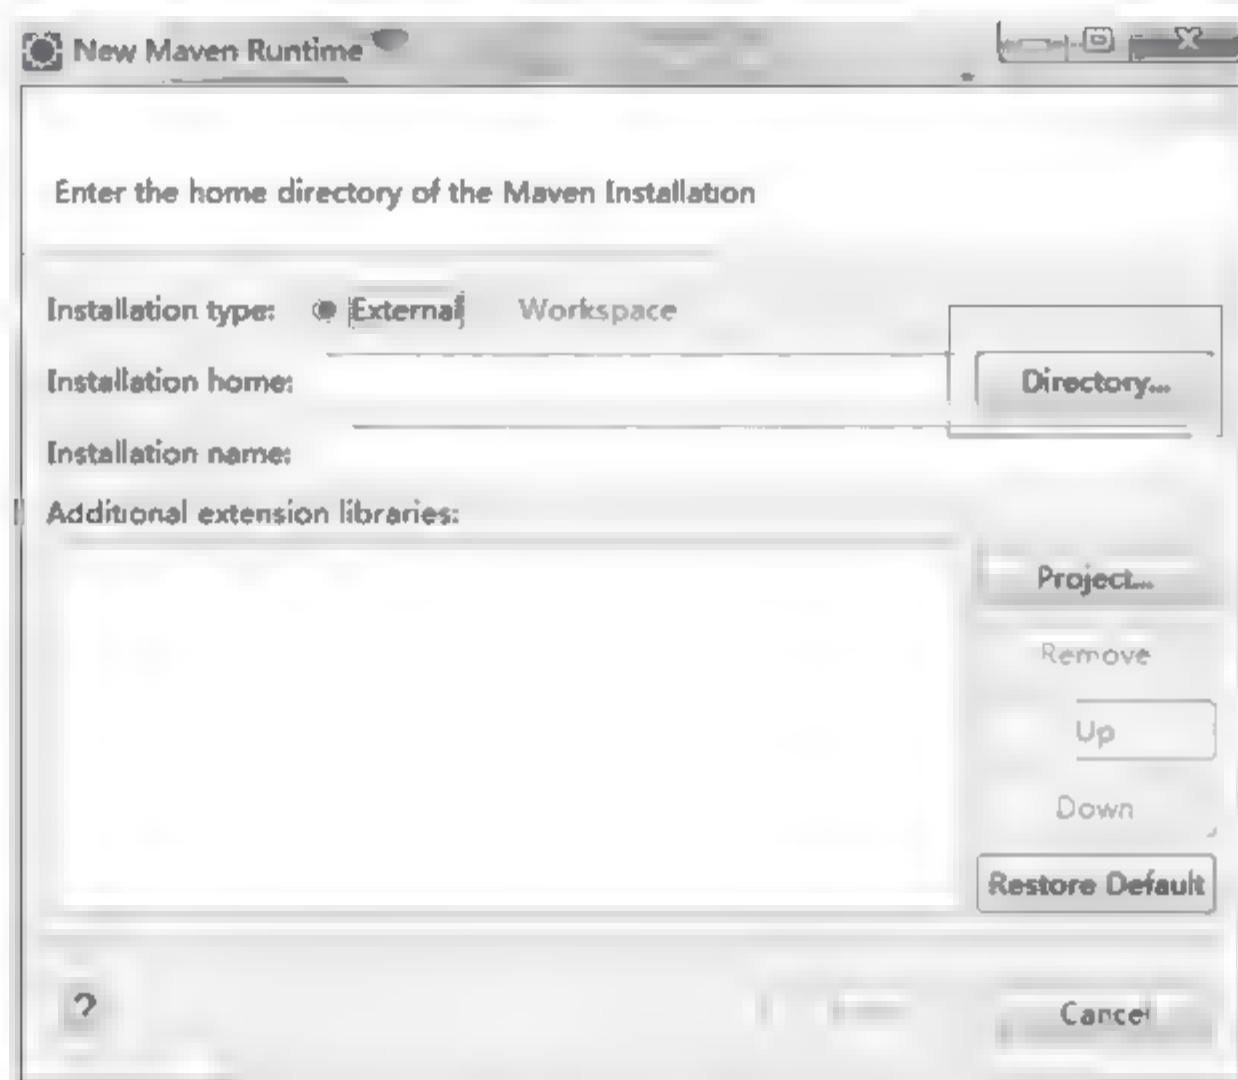 New Maven Runtime
Enter the home directory of the Maven Installation
Installation type: External Workspace
Installation home: Directory...
Installation name:
Additional extension libraries:
Project...
Remove
Up
Down
Restore Default
? Cancel